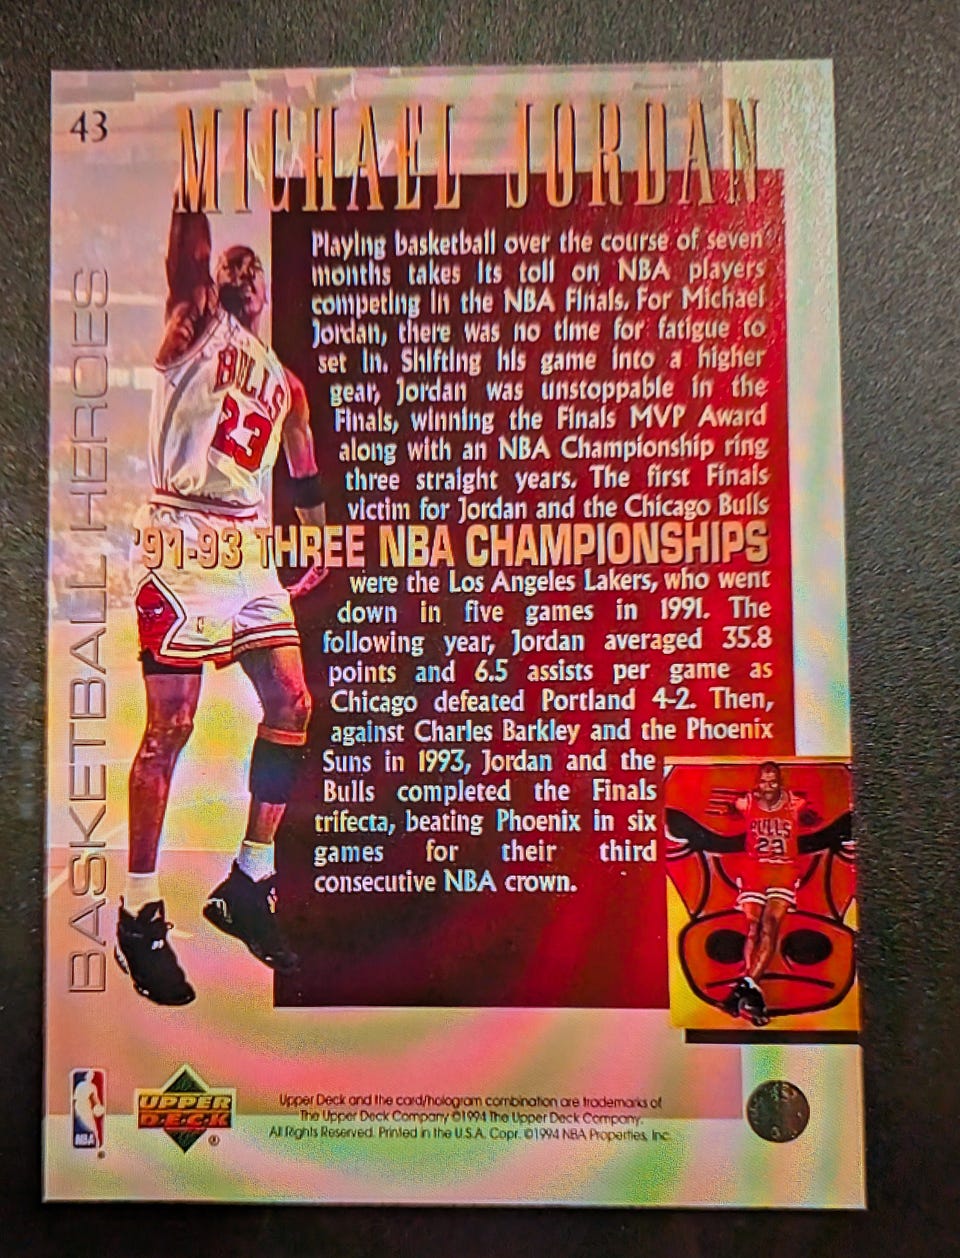 43
MICHAEL JORDAN
Playing basketball over the course of seven
months takes its toll on NBA players
competing in the NBA Finals. For Michael
Jordan, there was no time for fatigue to
set in. Shifting his game into a higher
gear, Jordan was unstoppable in the
Finals, winning the Finals MVP Award
along with an NBA Championship ring
three straight years. The first Finals
victim for Jordan and the Chicago Bulls
'91-93 THREE NBA CHAMPIONSHIPS
were the Los Angeles Lakers, who went
down in five games in 1991. The
following year, Jordan averaged 35.8
points and 6.5 assists per game as
Chicago defeated Portland 4-2. Then,
against Charles Barkley and the Phoenix
Suns in 1993, Jordan and the
Bulls completed the Finals
trifecta, beating Phoenix in six
games for their third
consecutive NBA crown.
BASKETBALL HEROES
BULLS
23
BULLS
23
NBA
UPPER
DECK
®
Upper Deck and the card/hologram combination are trademarks of
The Upper Deck Company. ©1994 The Upper Deck Company.
All Rights Reserved. Printed in the U.S.A. Copr. ©1994 NBA Properties, Inc.